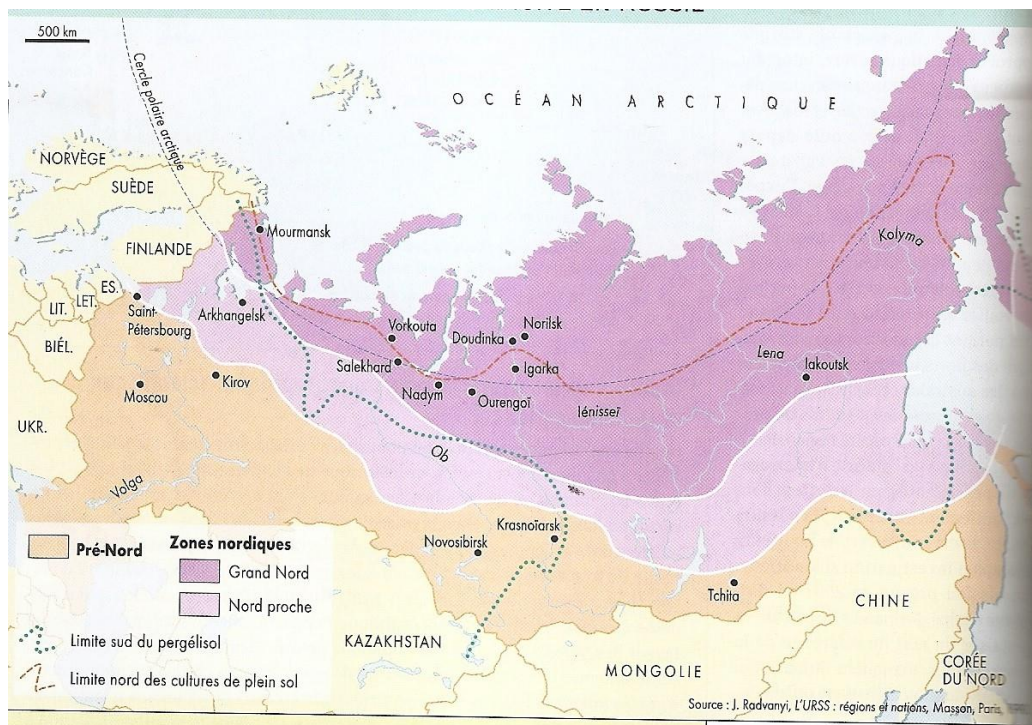 EN RUSSIE
500 km
Cercle polaire arctique
OCÉAN ARCTIQUE
NORVÈGE
SUÈDE
FINLANDE
Mourmansk
Kolyma
ES.
LET.
LIT.
BIÉL.
UKR.
Saint-
Pétersbourg
Arkhangelsk
Vorkouta
Doudinka
Norilsk
Salekhard
Igarka
Lena
Iakoutsk
Nadym
Ourengoï
Iénisseï
Moscou
Kirov
Ob
Volga
Krasnoïarsk
Novosibirsk
Tchita
CHINE
KAZAKHSTAN
MONGOLIE
CORÉE
DU NORD
Pré-Nord
Zones nordiques
Grand Nord
Nord proche
Limite sud du pergélisol
Limite nord des cultures de plein sol
Source : J. Radvanyi, L'URSS : régions et nations, Masson, Paris,